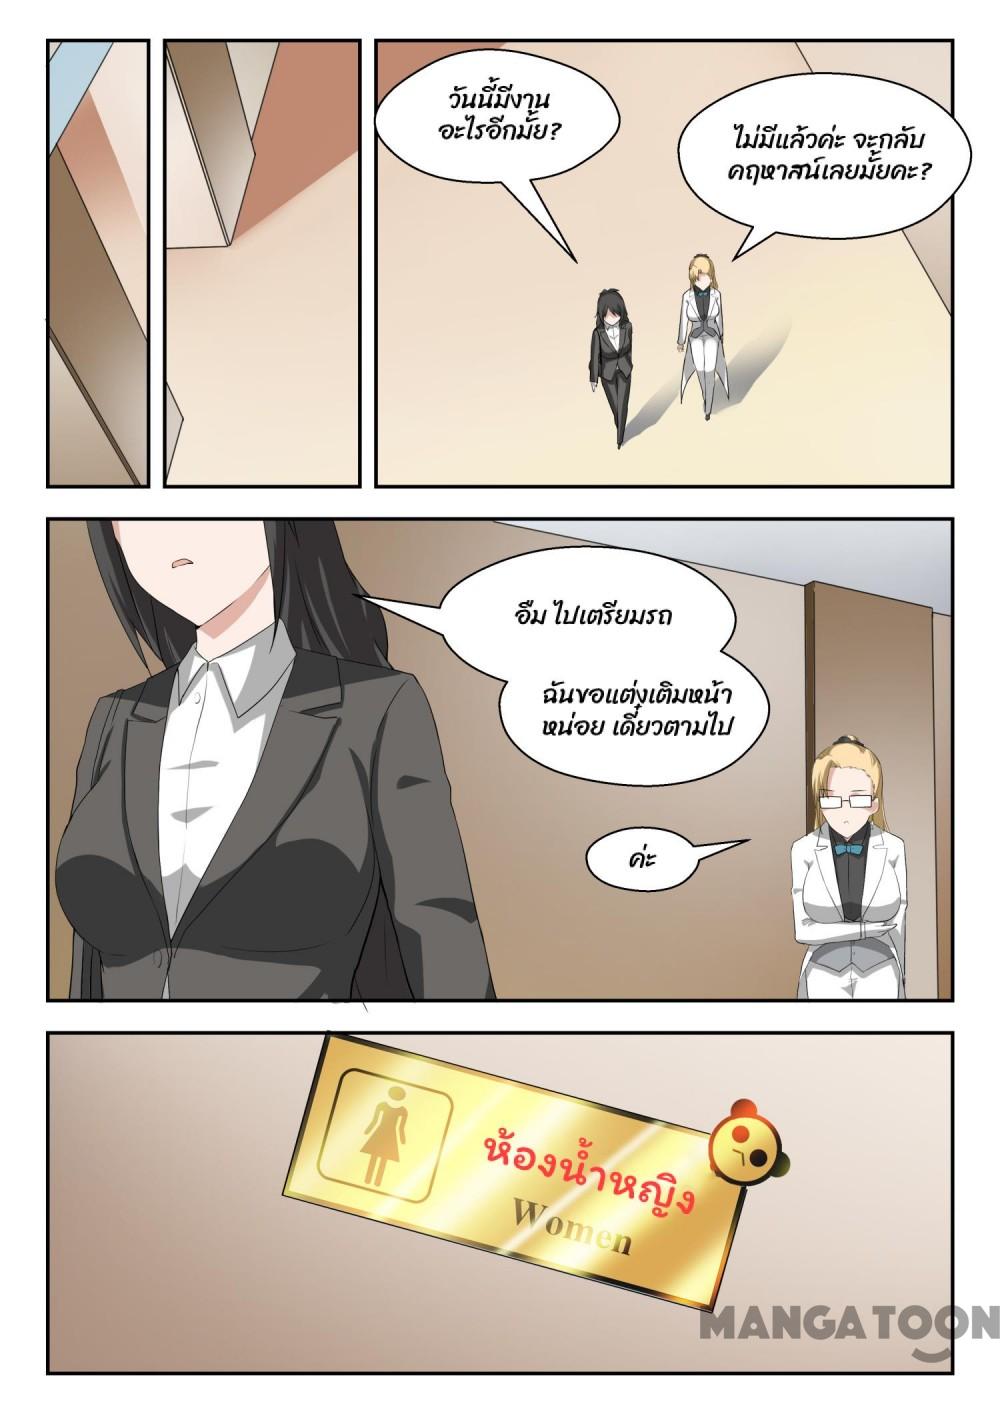 วันนี้มีงาน
อะไรอีกมั้ย?
ไม่มีแล้วค่ะ จะกลับ
คฤหาสน์เลยมั้ยคะ?
อืม ไปเตรียมรถ
ฉันขอแต่งเติมหน้า
หน่อย เดี๋ยวตามไป
ค่ะ
ห้องน้ำหญิง
Women
MANGATOON